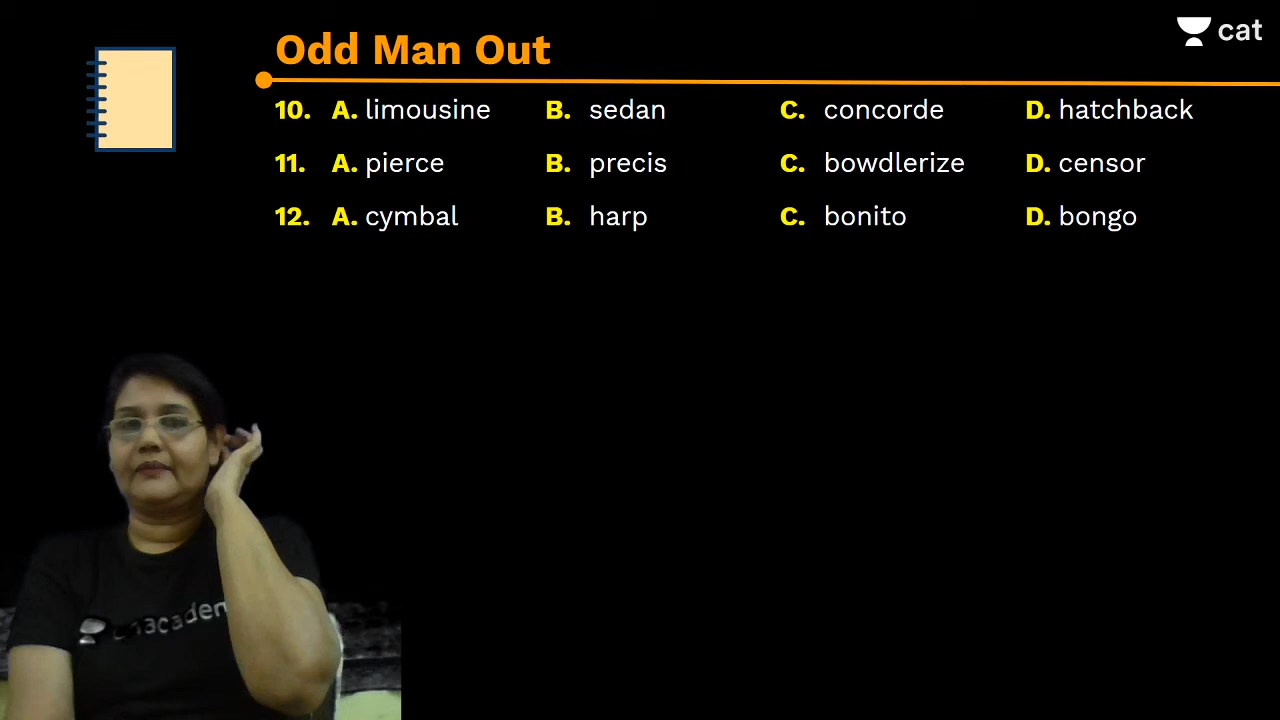 cat
Odd Man Out
10. A. limousine B. sedan C. concorde D. hatchback
11. A. pierce B. precis C. bowdlerize D. censor
12. A. cymbal B. harp C. bonito D. bongo